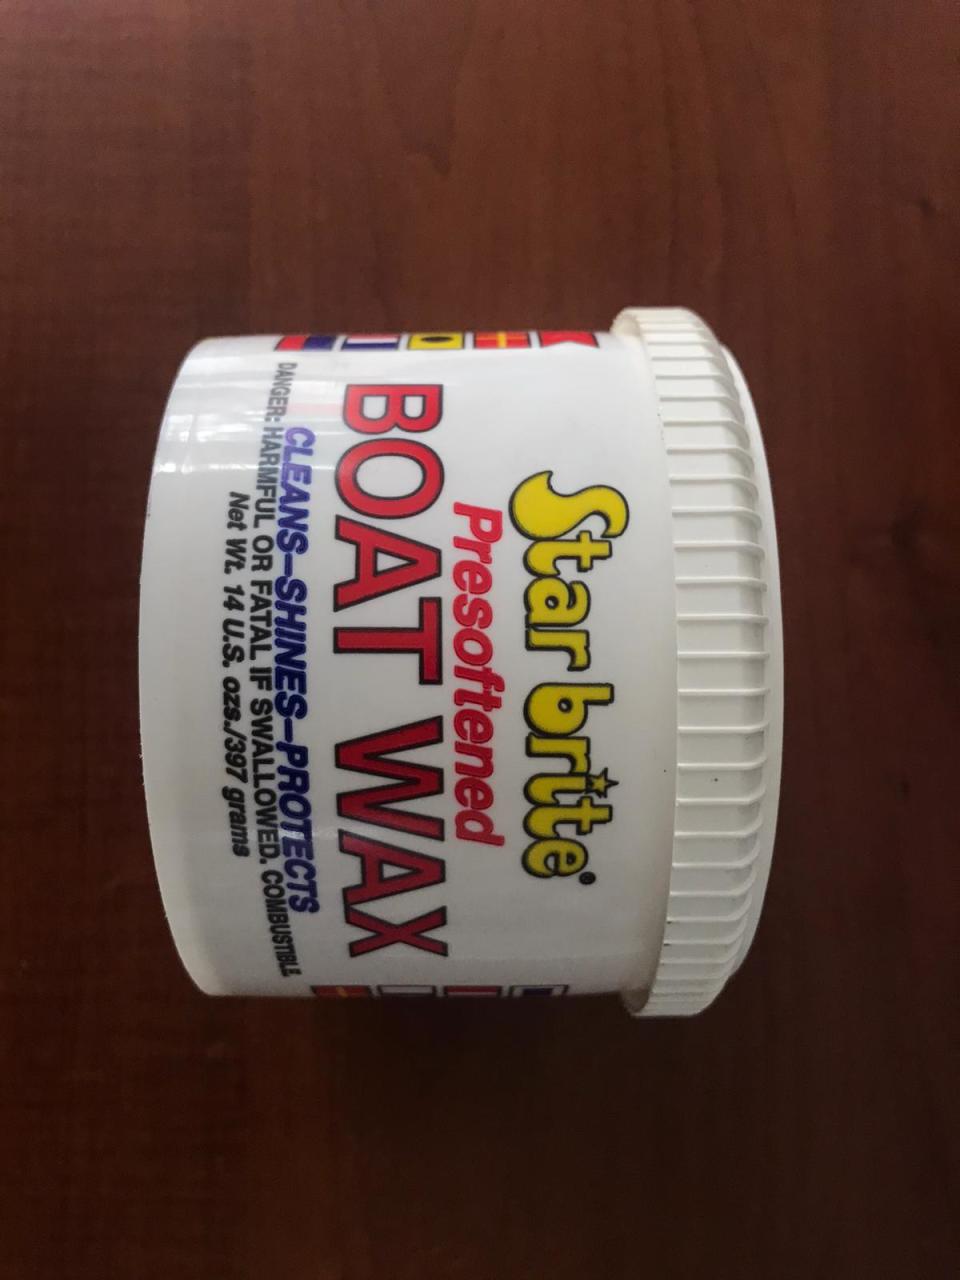 Star brite®
Presoftened
BOAT WAX
CLEANS–SHINES–PROTECTS
DANGER: HARMFUL OR FATAL IF SWALLOWED. COMBUSTIBLE
Net Wt. 14 U.S. ozs./397 grams